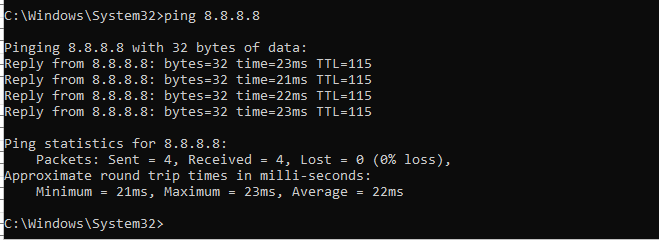 C:\Windows\System32>ping 8.8.8.8
Pinging 8.8.8.8 with 32 bytes of data:
Reply from 8.8.8.8: bytes=32 time=23ms TTL=115
Reply from 8.8.8.8: bytes=32 time=21ms TTL=115
Reply from 8.8.8.8: bytes=32 time=22ms TTL=115
Reply from 8.8.8.8: bytes=32 time=23ms TTL=115
Ping statistics for 8.8.8.8:
    Packets: Sent = 4, Received = 4, Lost = 0 (0% loss),
Approximate round trip times in milli-seconds:
    Minimum = 21ms, Maximum = 23ms, Average = 22ms
C:\Windows\System32>